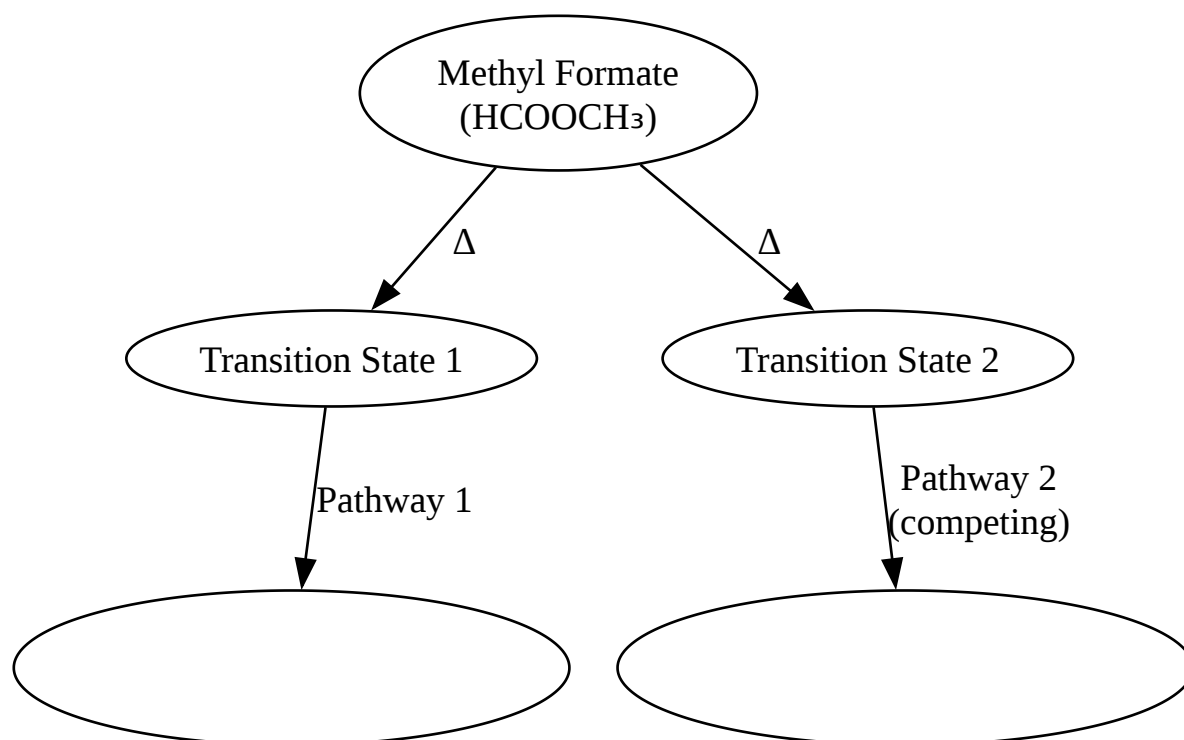 Methyl Formate
(HCOOCH₃)
Δ
Δ
Transition State 1
Transition State 2
Pathway 1
Pathway 2
(competing)